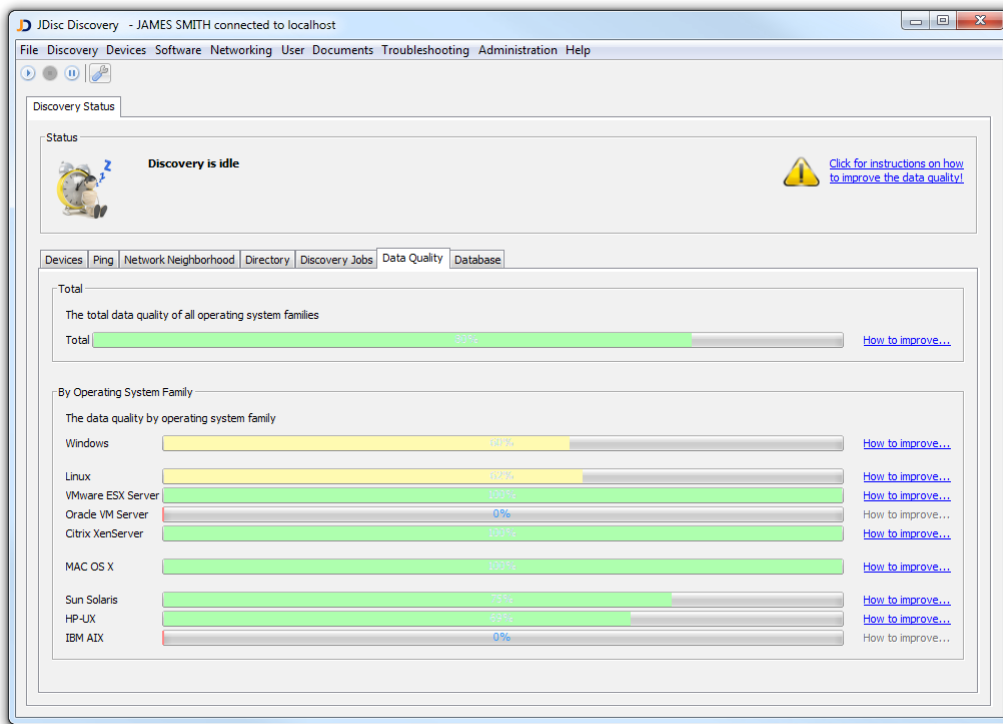 JDisc Discovery - JAMES SMITH connected to localhost
File Discovery Devices Software Networking User Documents Troubleshooting Administration Help
Discovery Status
Status
Discovery is idle
Click for instructions on how
to improve the data quality!
Devices Ping Network Neighborhood Directory Discovery Jobs Data Quality Database
Total
The total data quality of all operating system families
Total How to improve...
By Operating System Family
The data quality by operating system family
Windows 60% How to improve...
Linux 62% How to improve...
VMware ESX Server How to improve...
Oracle VM Server 0% How to improve...
Citrix XenServer How to improve...
MAC OS X How to improve...
Sun Solaris How to improve...
HP-UX How to improve...
IBM AIX 0% How to improve...